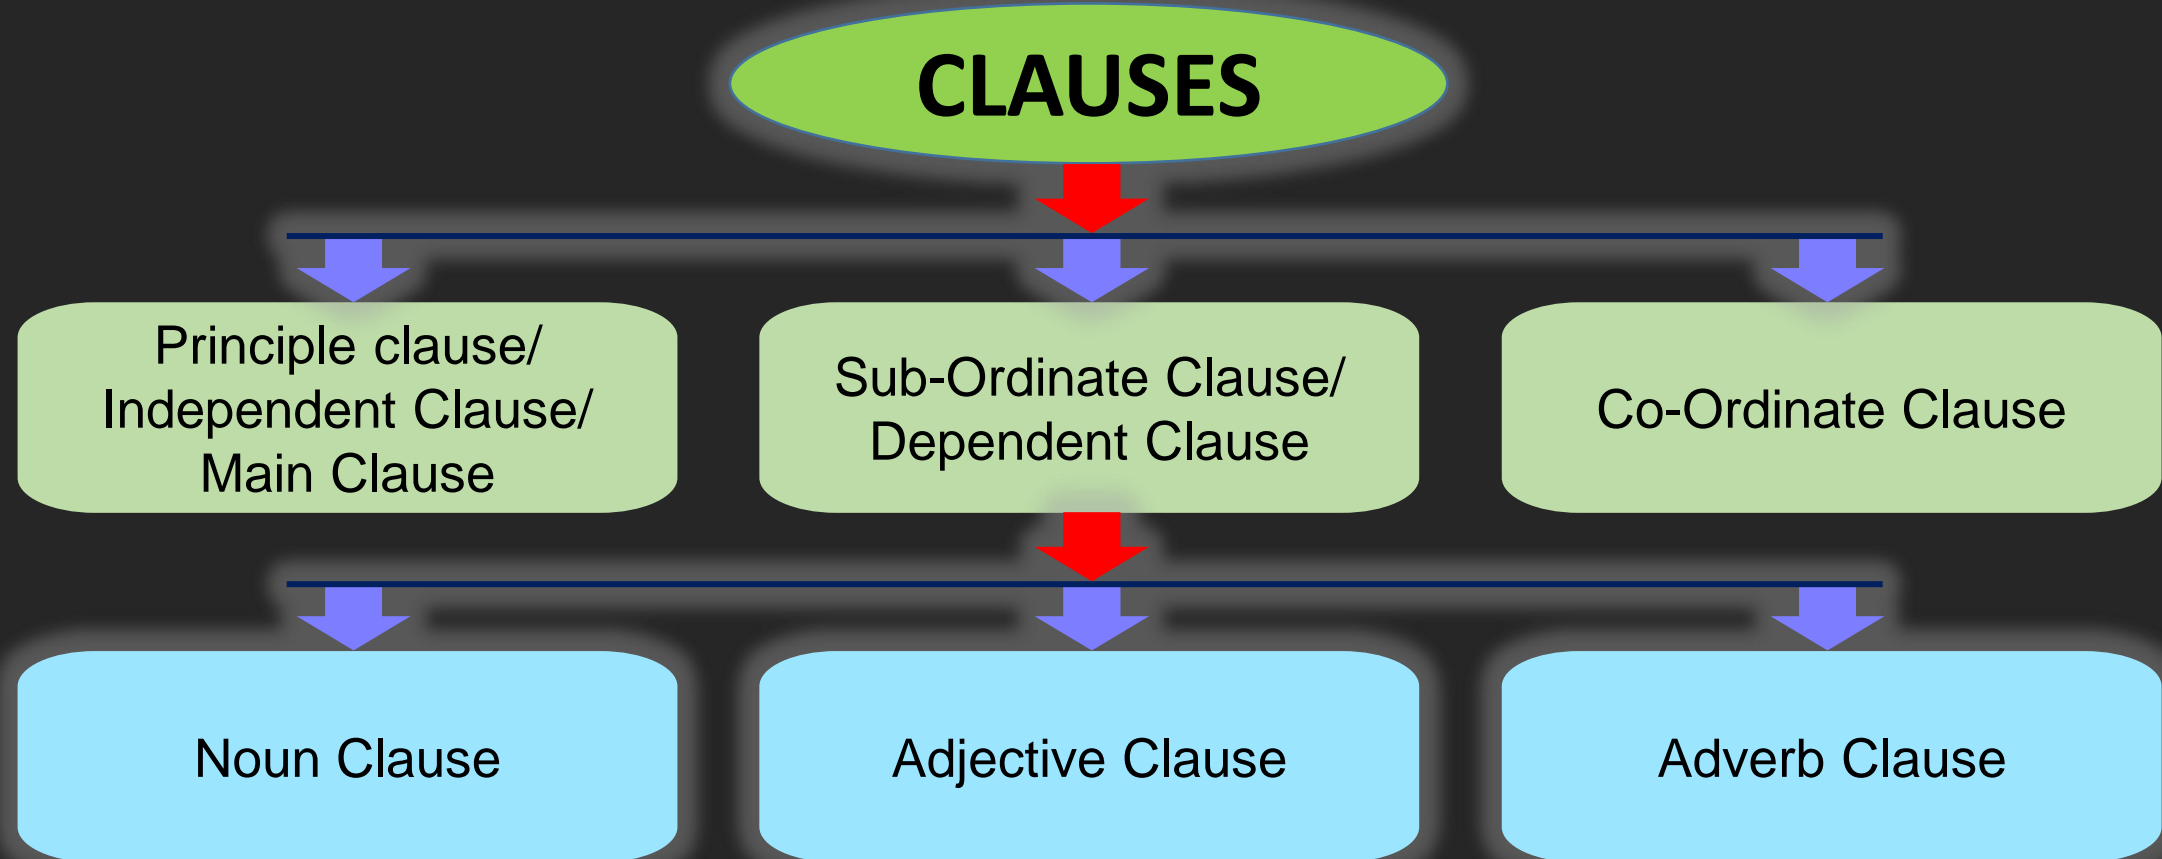 CLAUSES
Principle clause/
Independent Clause/
Main Clause
Sub-Ordinate Clause/
Dependent Clause
Co-Ordinate Clause
Noun Clause
Adjective Clause
Adverb Clause